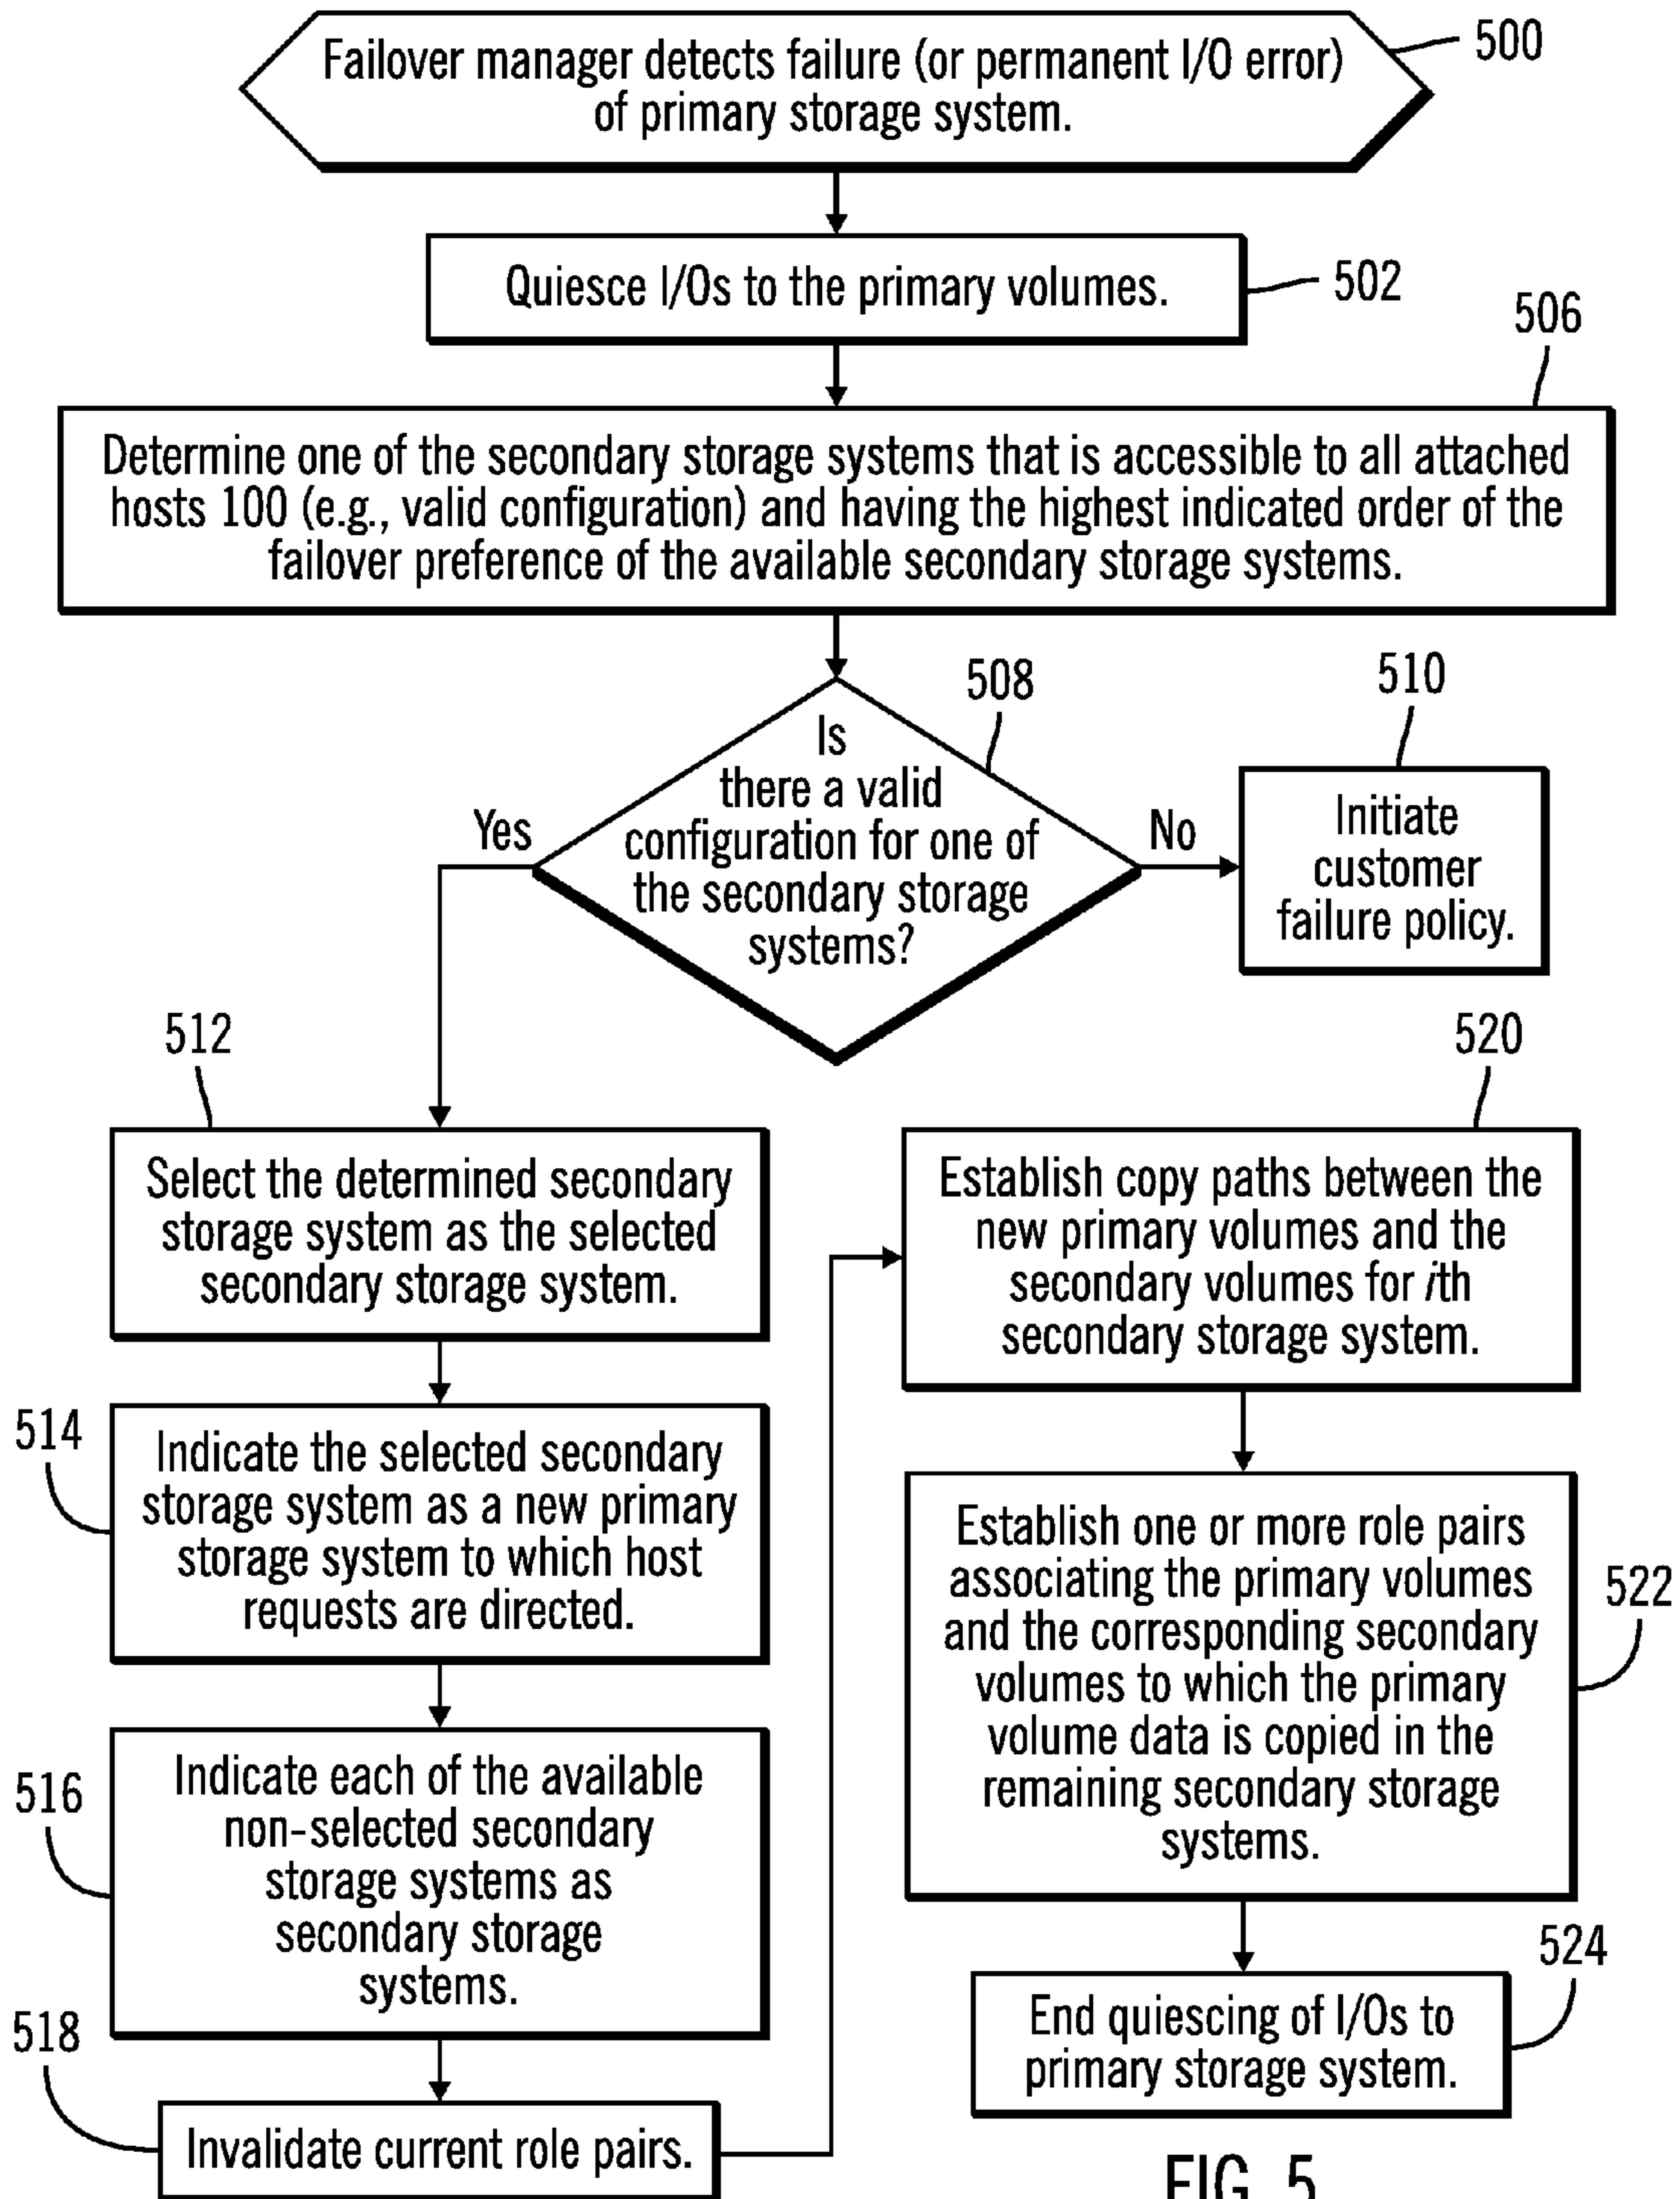 Failover manager detects failure (or permanent I/O error)
of primary storage system.
500
Quiesce I/Os to the primary volumes.
502
506
Determine one of the secondary storage systems that is accessible to all attached
hosts 100 (e.g., valid configuration) and having the highest indicated order of the
failover preference of the available secondary storage systems.
508
Is
there a valid
configuration for one of
the secondary storage
systems?
Yes
No
510
Initiate
customer
failure policy.
512
Select the determined secondary
storage system as the selected
secondary storage system.
514
Indicate the selected secondary
storage system as a new primary
storage system to which host
requests are directed.
516
Indicate each of the available
non-selected secondary
storage systems as
secondary storage
systems.
518
Invalidate current role pairs.
520
Establish copy paths between the
new primary volumes and the
secondary volumes for ith
secondary storage system.
Establish one or more role pairs
associating the primary volumes
and the corresponding secondary
volumes to which the primary
volume data is copied in the
remaining secondary storage
systems.
522
524
End quiescing of I/Os to
primary storage system.
FIG. 5